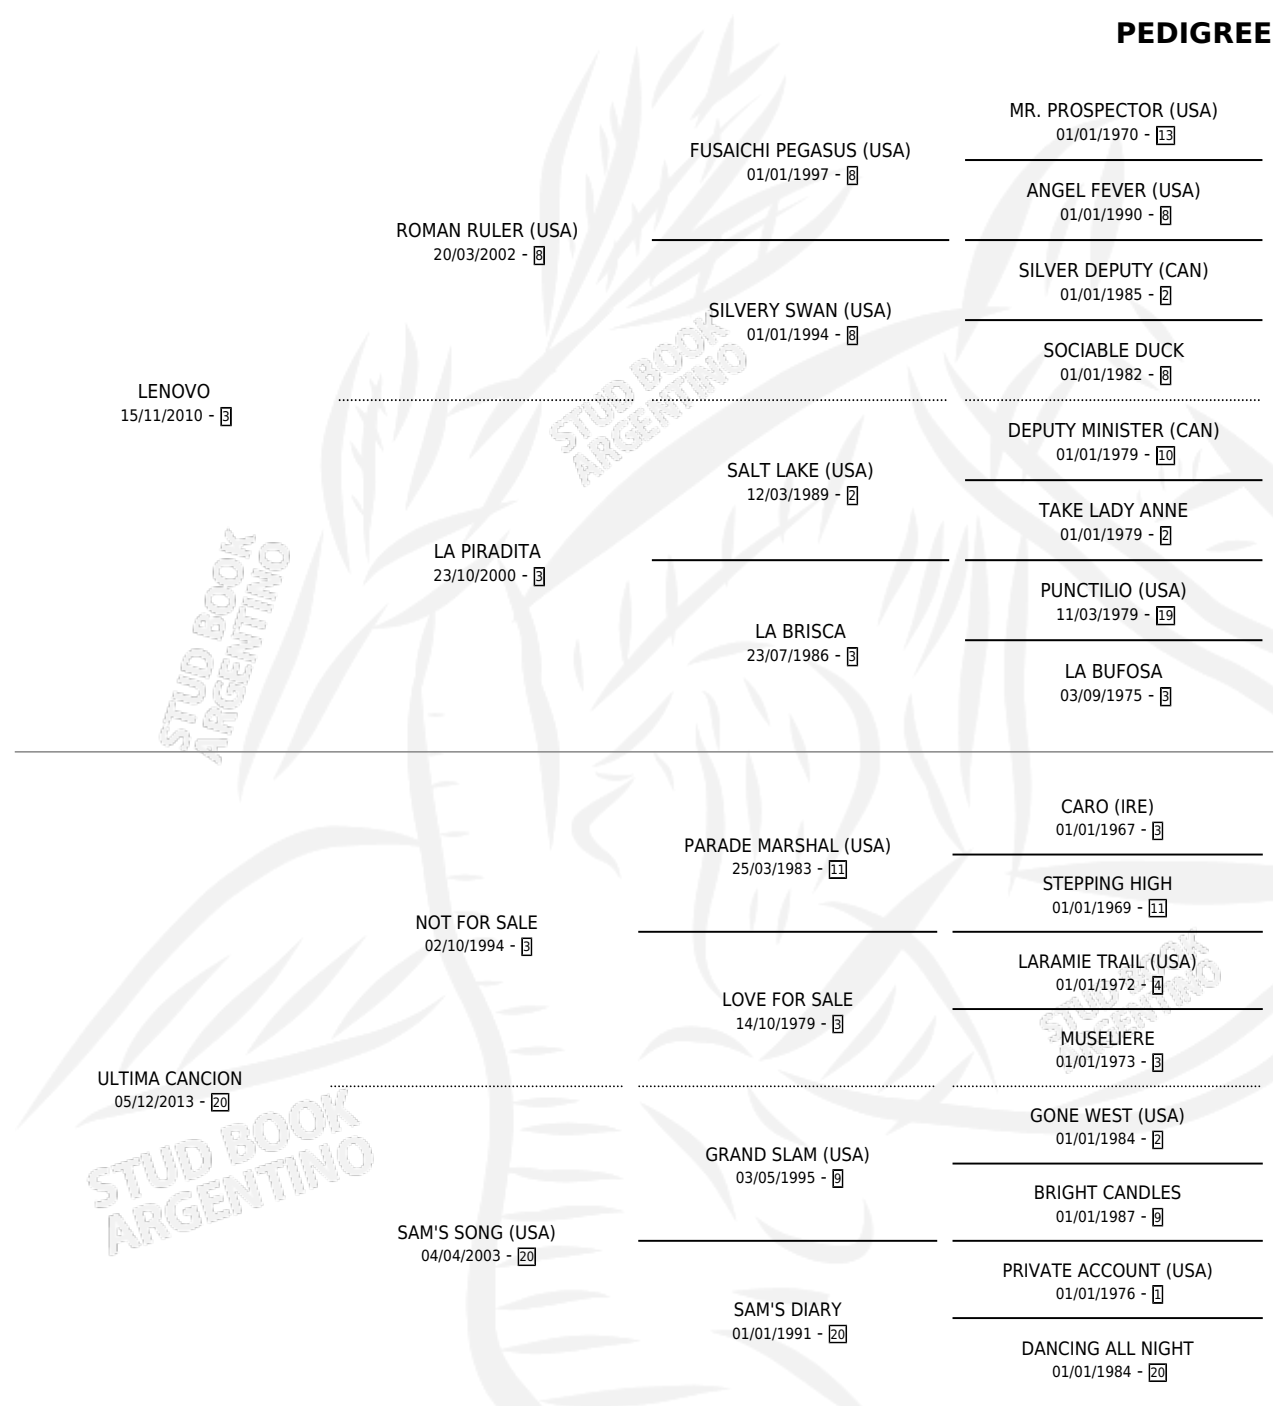 PEDIGREE
MR. PROSPECTOR (USA)
01/01/1970 - 13
FUSAICHI PEGASUS (USA)
01/01/1997 - 8
ANGEL FEVER (USA)
01/01/1990 - 8
ROMAN RULER (USA)
20/03/2002 - 8
SILVER DEPUTY (CAN)
01/01/1985 - 2
SILVERY SWAN (USA)
01/01/1994 - 8
SOCIABLE DUCK
01/01/1982 - 8
STUD BOOK
ARGENTINO
LENOVO
15/11/2010 - 3
DEPUTY MINISTER (CAN)
01/01/1979 - 10
SALT LAKE (USA)
12/03/1989 - 2
TAKE LADY ANNE
01/01/1979 - 2
LA PIRADITA
23/10/2000 - 3
PUNCTILIO (USA)
11/03/1979 - 19
LA BRISCA
23/07/1986 - 3
LA BUFOSA
03/09/1975 - 3
STUD BOOK
ARGENTINO
CARO (IRE)
01/01/1967 - 3
PARADE MARSHAL (USA)
25/03/1983 - 11
STEPPING HIGH
01/01/1969 - 11
NOT FOR SALE
02/10/1994 - 3
LARAMIE TRAIL (USA)
01/01/1972 - 4
LOVE FOR SALE
14/10/1979 - 3
STUD BOOK
ARGENTINO
MUSELIERE
01/01/1973 - 3
ULTIMA CANCION
05/12/2013 - 20
GONE WEST (USA)
01/01/1984 - 2
STUD BOOK
ARGENTINO
GRAND SLAM (USA)
03/05/1995 - 9
BRIGHT CANDLES
01/01/1987 - 9
SAM'S SONG (USA)
04/04/2003 - 20
PRIVATE ACCOUNT (USA)
01/01/1976 - 1
SAM'S DIARY
01/01/1991 - 20
DANCING ALL NIGHT
01/01/1984 - 20